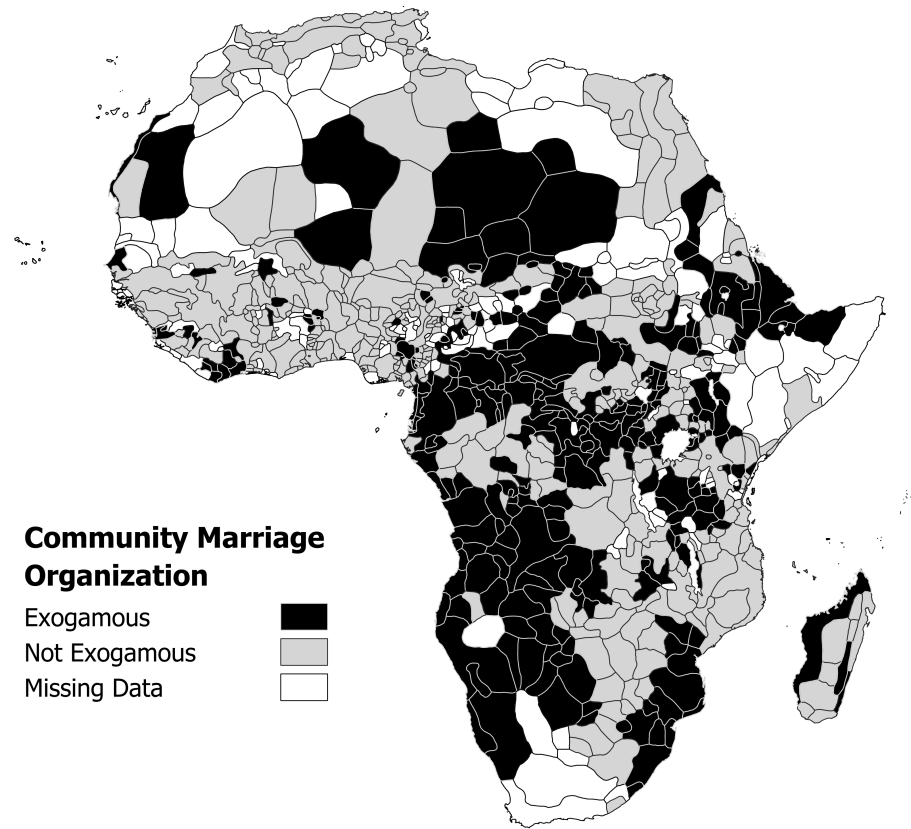 Community Marriage
Organization
Exogamous
Not Exogamous
Missing Data